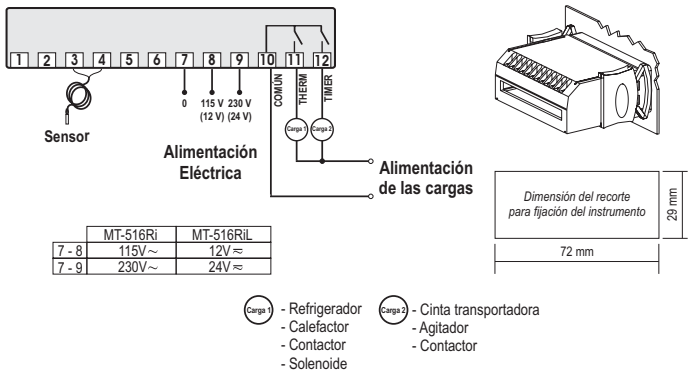 1 2 3 4 5 6 7 8 9 10 11 12
0
115 V
(12 V)
230 V
(24 V)
COMÚN
THERM
TIMER
Sensor
Carga 1
Carga 2
Alimentación
Eléctrica
Alimentación
de las cargas
Dimensión del recorte
para fijación del instrumento
29 mm
72 mm
MT-516Ri MT-516RiL
7 - 8 115V~ 12V≂
7 - 9 230V~ 24V≂
Carga 1 - Refrigerador
- Calefactor
- Contactor
- Solenoide
Carga 2 - Cinta transportadora
- Agitador
- Contactor